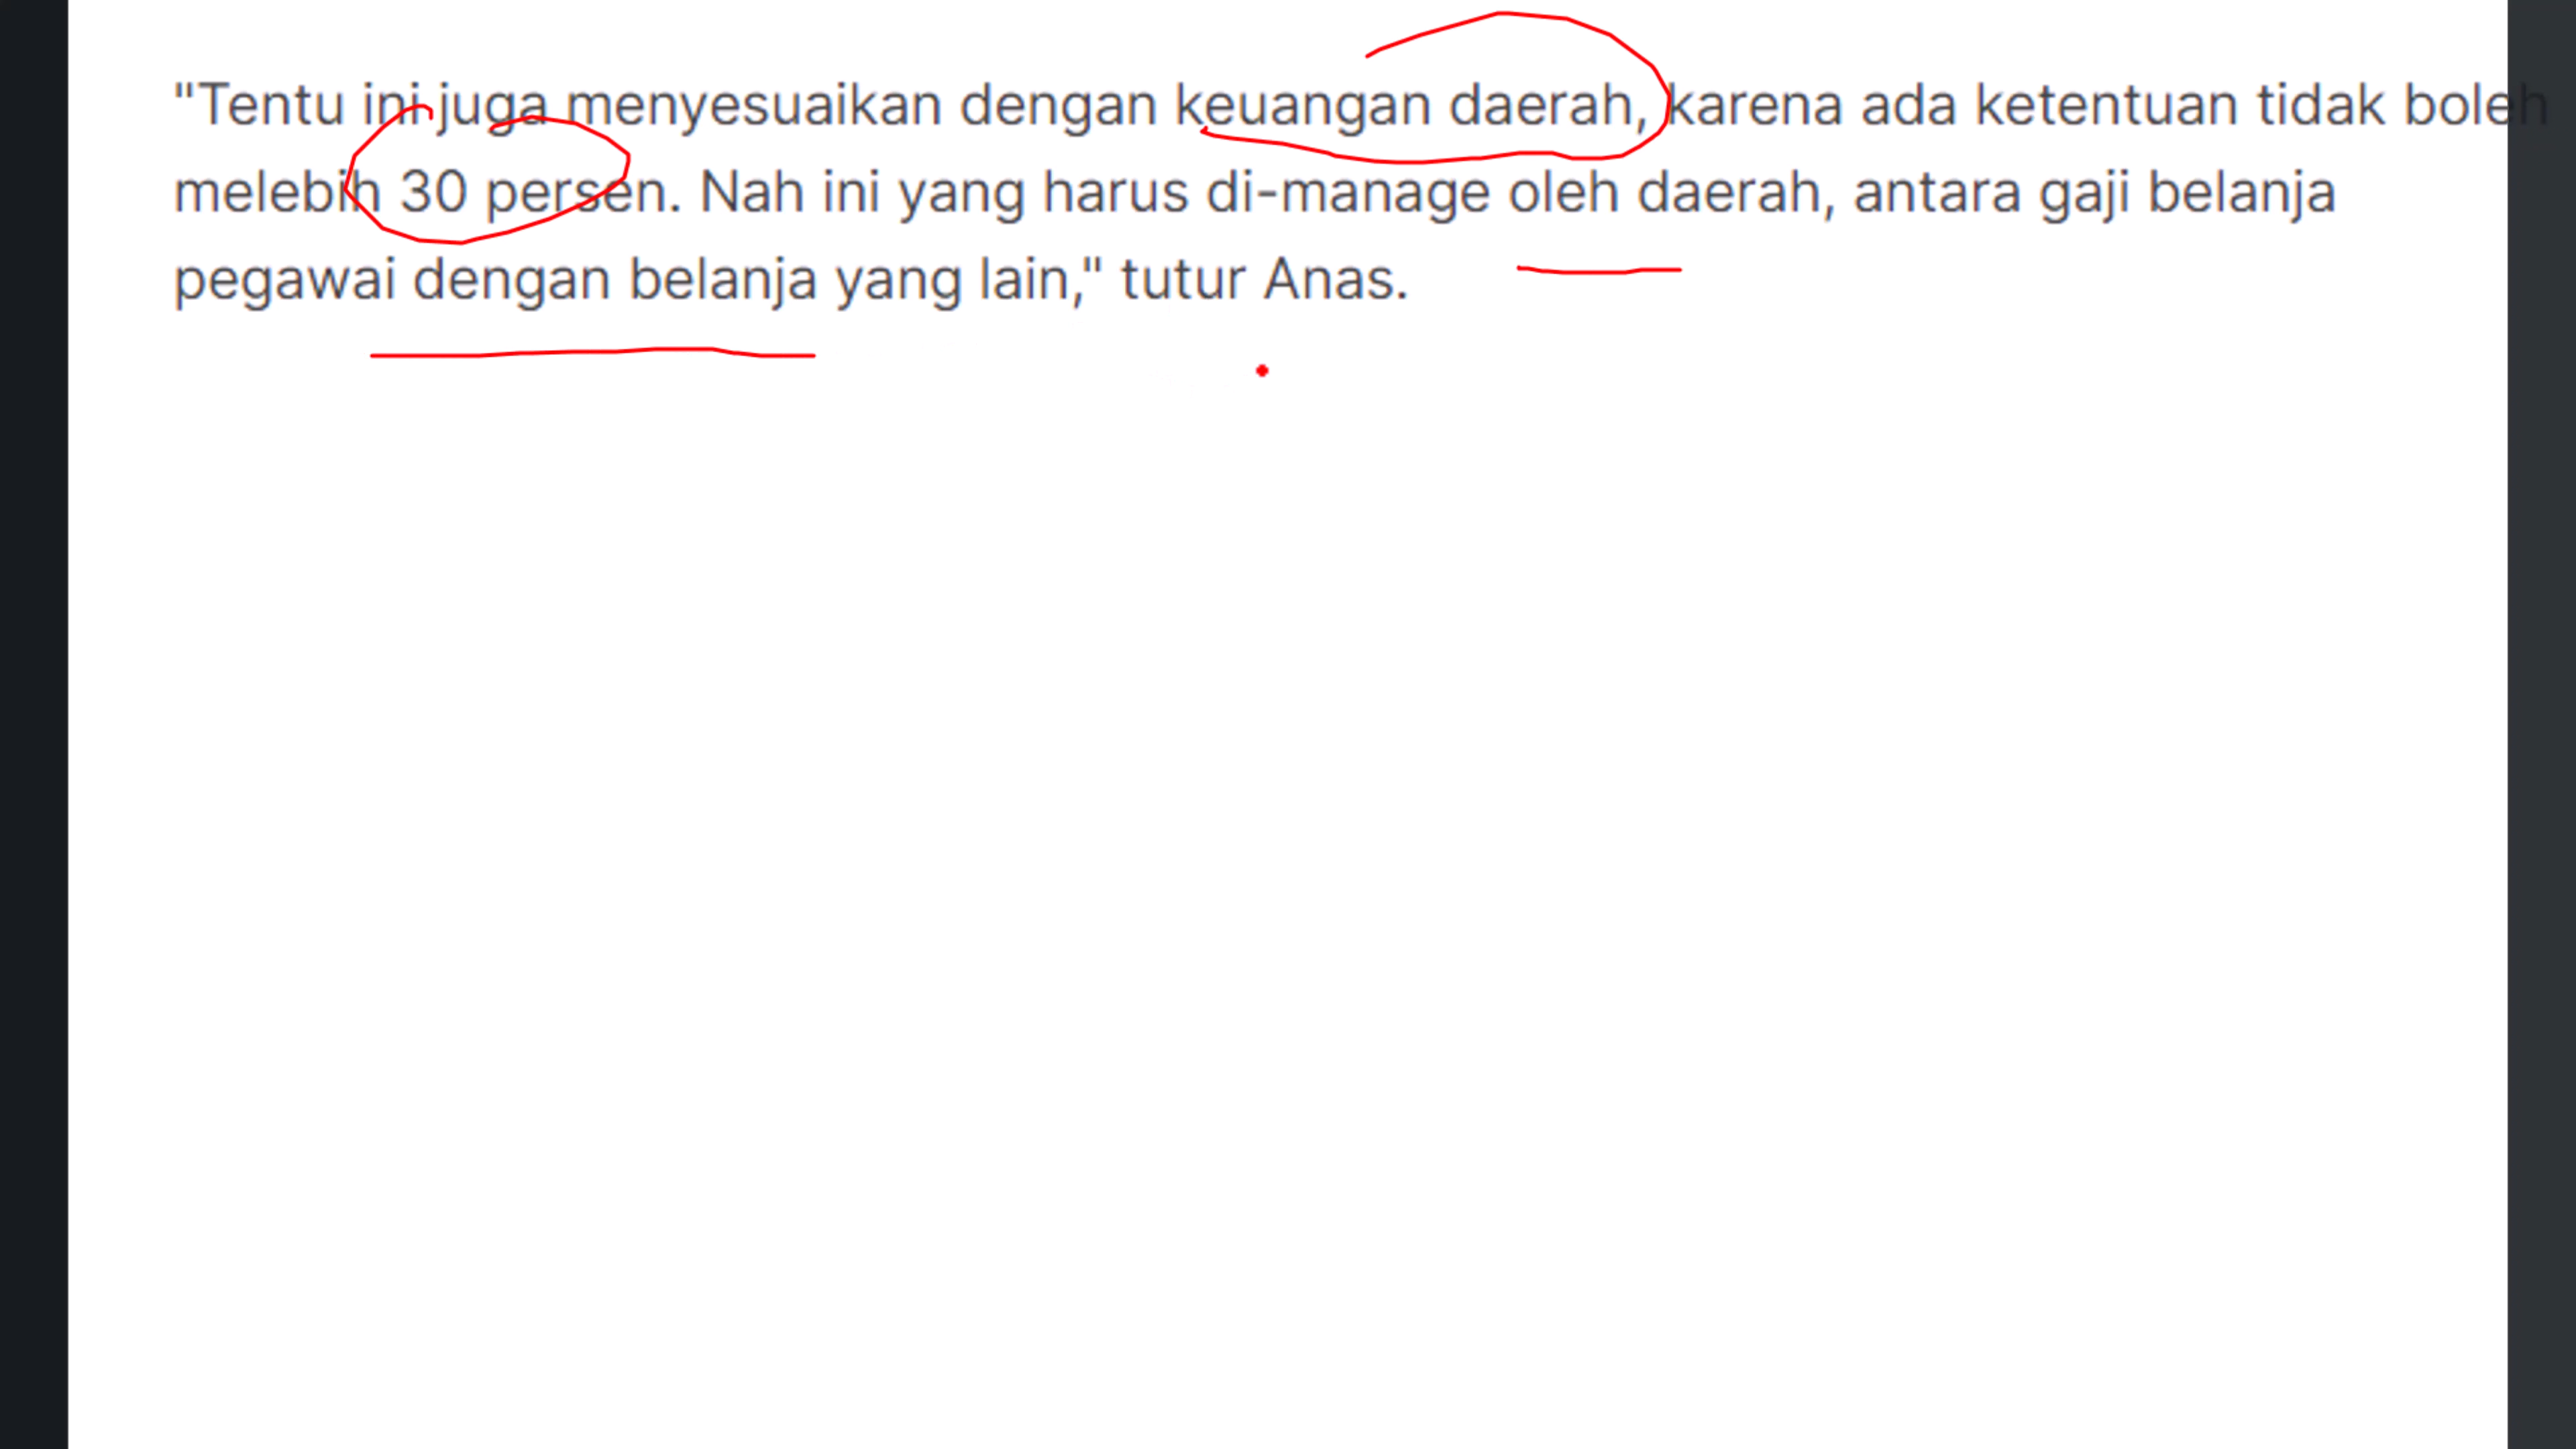 "Tentu ini juga menyesuaikan dengan keuangan daerah, karena ada ketentuan tidak boleh
melebih 30 persen. Nah ini yang harus di-manage oleh daerah, antara gaji belanja
pegawai dengan belanja yang lain," tutur Anas.